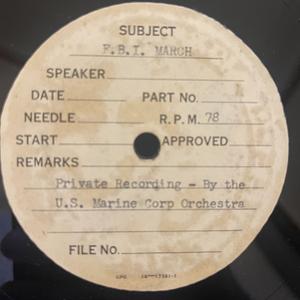 SUBJECT
F.B.I. MARCH
SPEAKER
DATE PART No.
NEEDLE R.P.M. 78
START APPROVED
REMARKS
Private Recording - By the
U.S. Marine Corp Orchestra
FILE No.
GPO